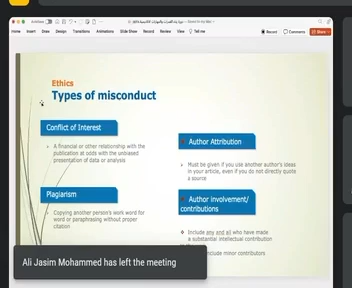 Home Insert Draw Design Transitions Animations Slide Show Record Review View Tell me
Record Comments Share
Ethics
Types of misconduct
Conflict of Interest
A financial or other relationship with the
publication at odds with the unbiased
presentation of data or analysis
Plagiarism
Copying another person's work word for
word or paraphrasing without proper
citation
Author Attribution
Must be given if you use another author's ideas
in your article, even if you do not directly quote
a source
Author Involvement/
contributions
Include any and all who have made
a substantial intellectual contribution
include minor contributors
Ali Jasim Mohammed has left the meeting